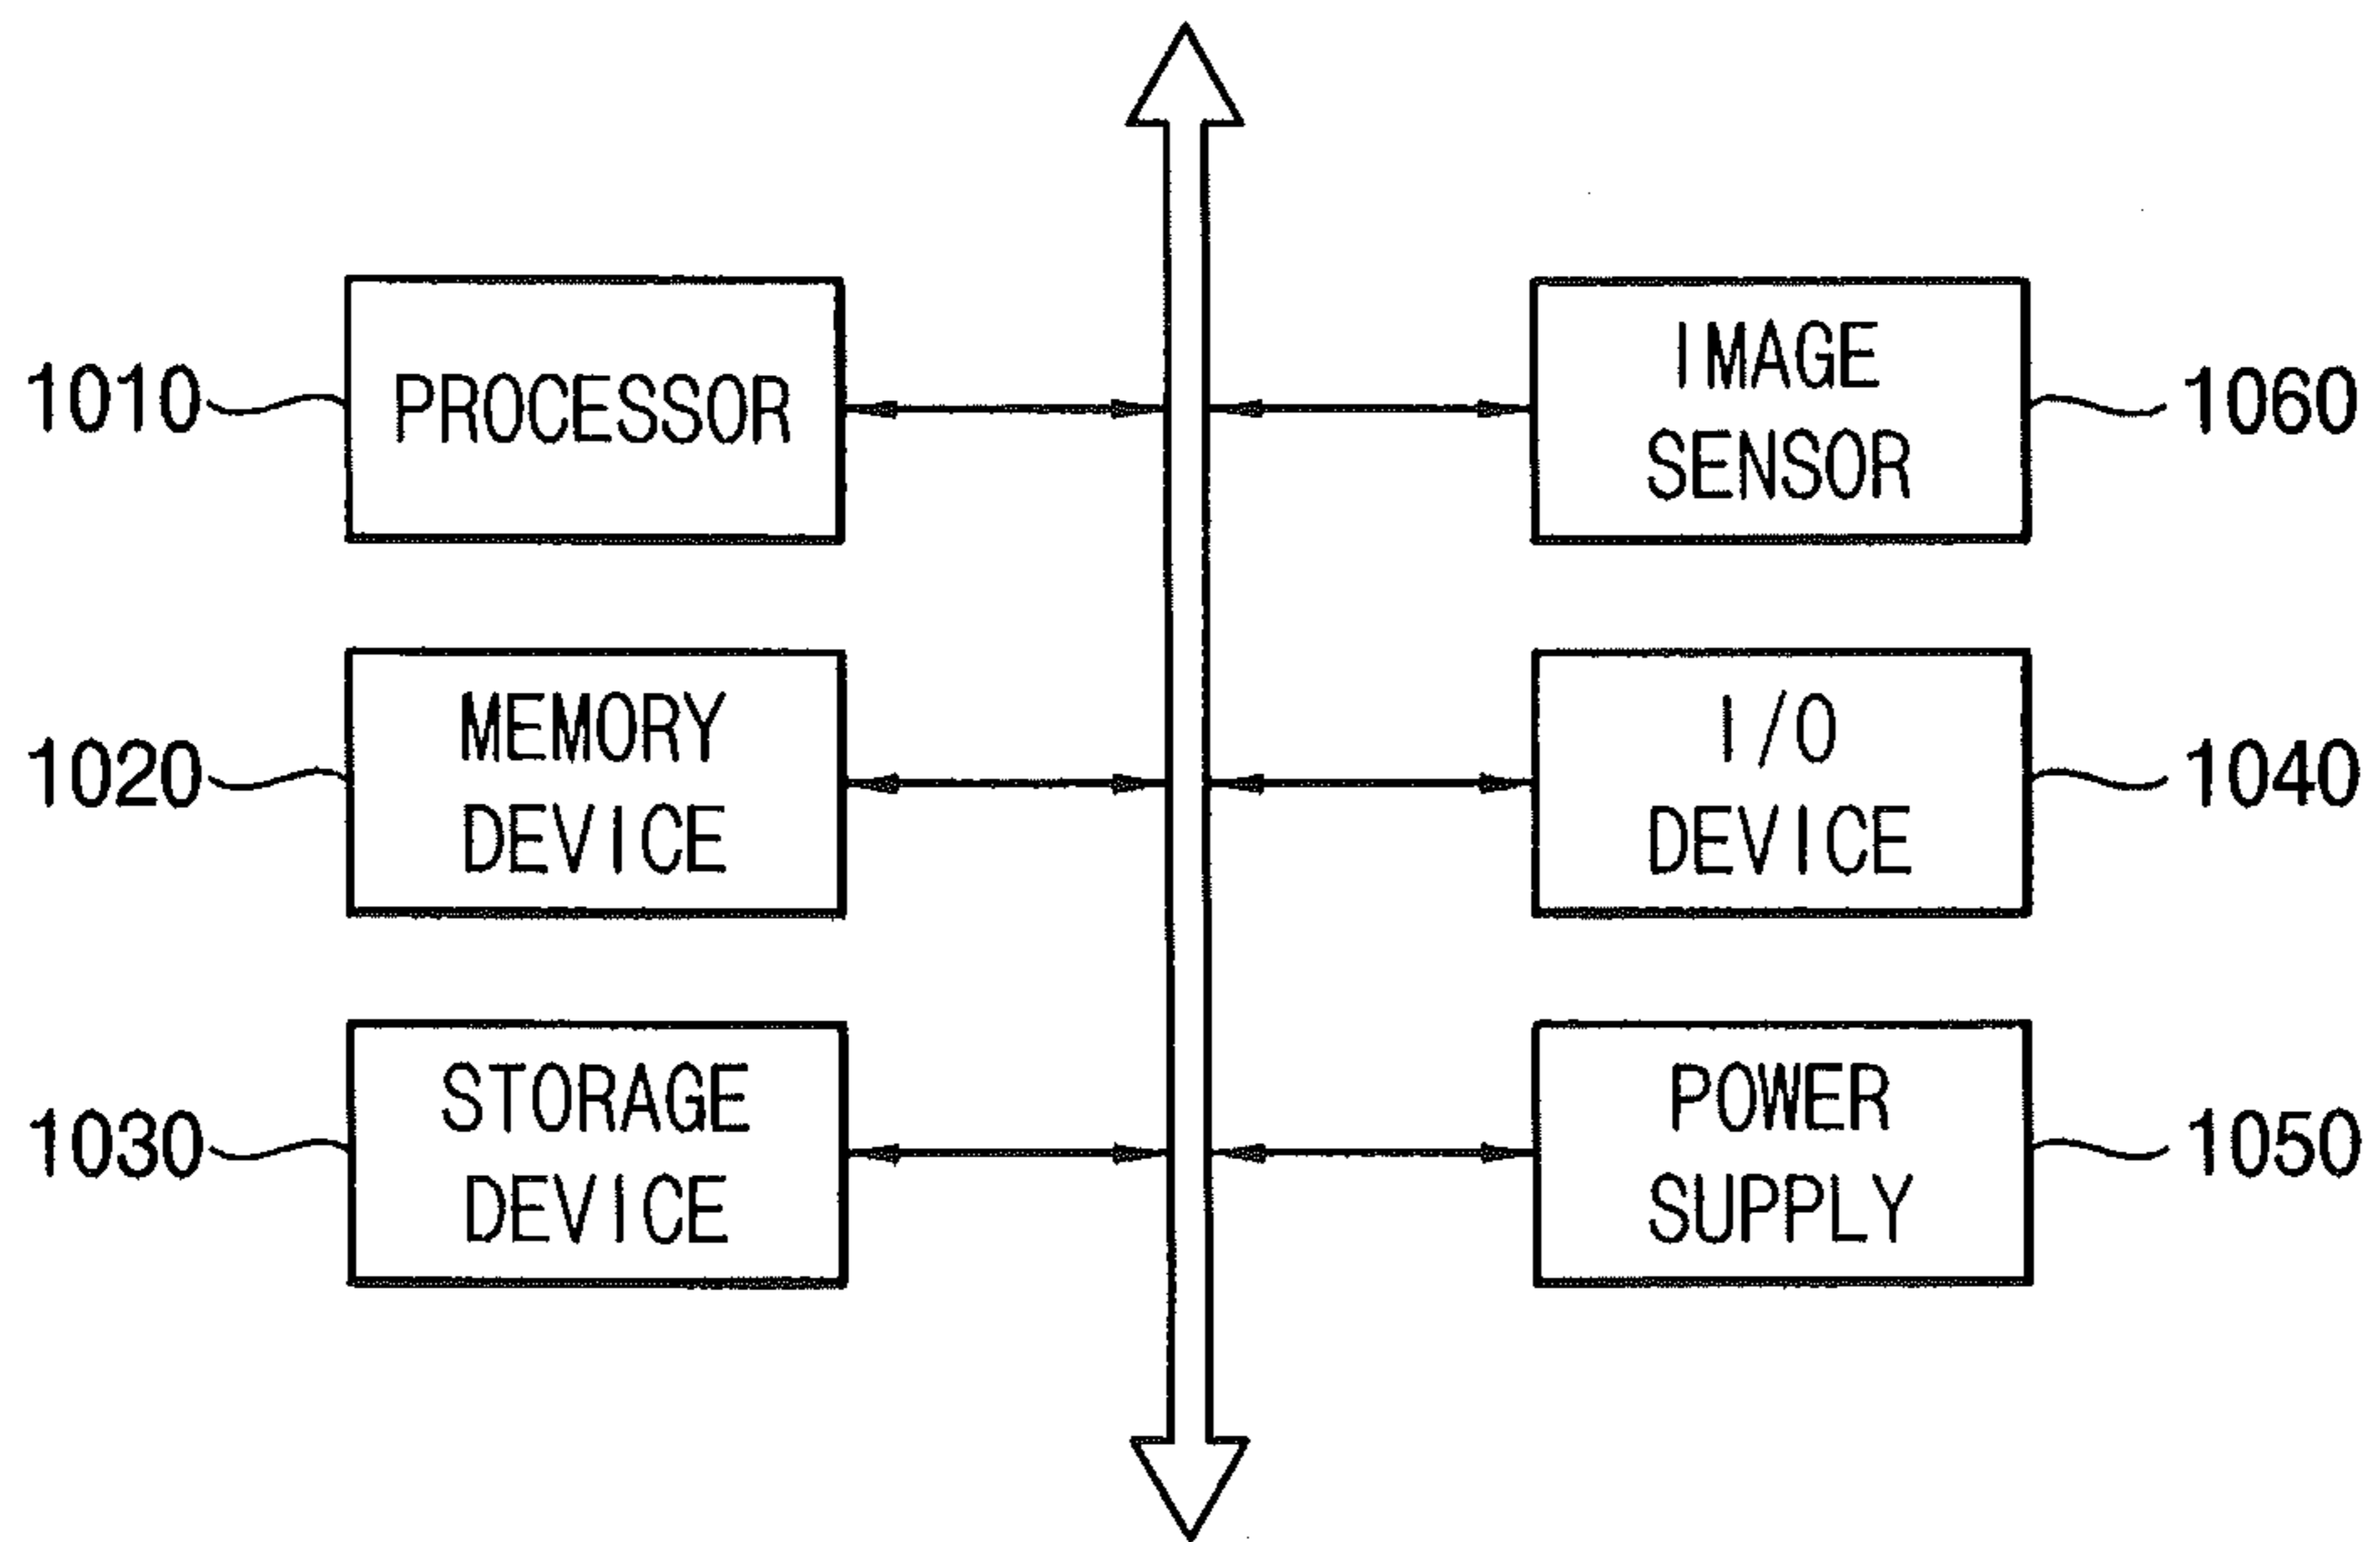 1010
PROCESSOR
IMAGE
SENSOR
1060
1020
MEMORY
DEVICE
I/O
DEVICE
1040
1030
STORAGE
DEVICE
POWER
SUPPLY
1050